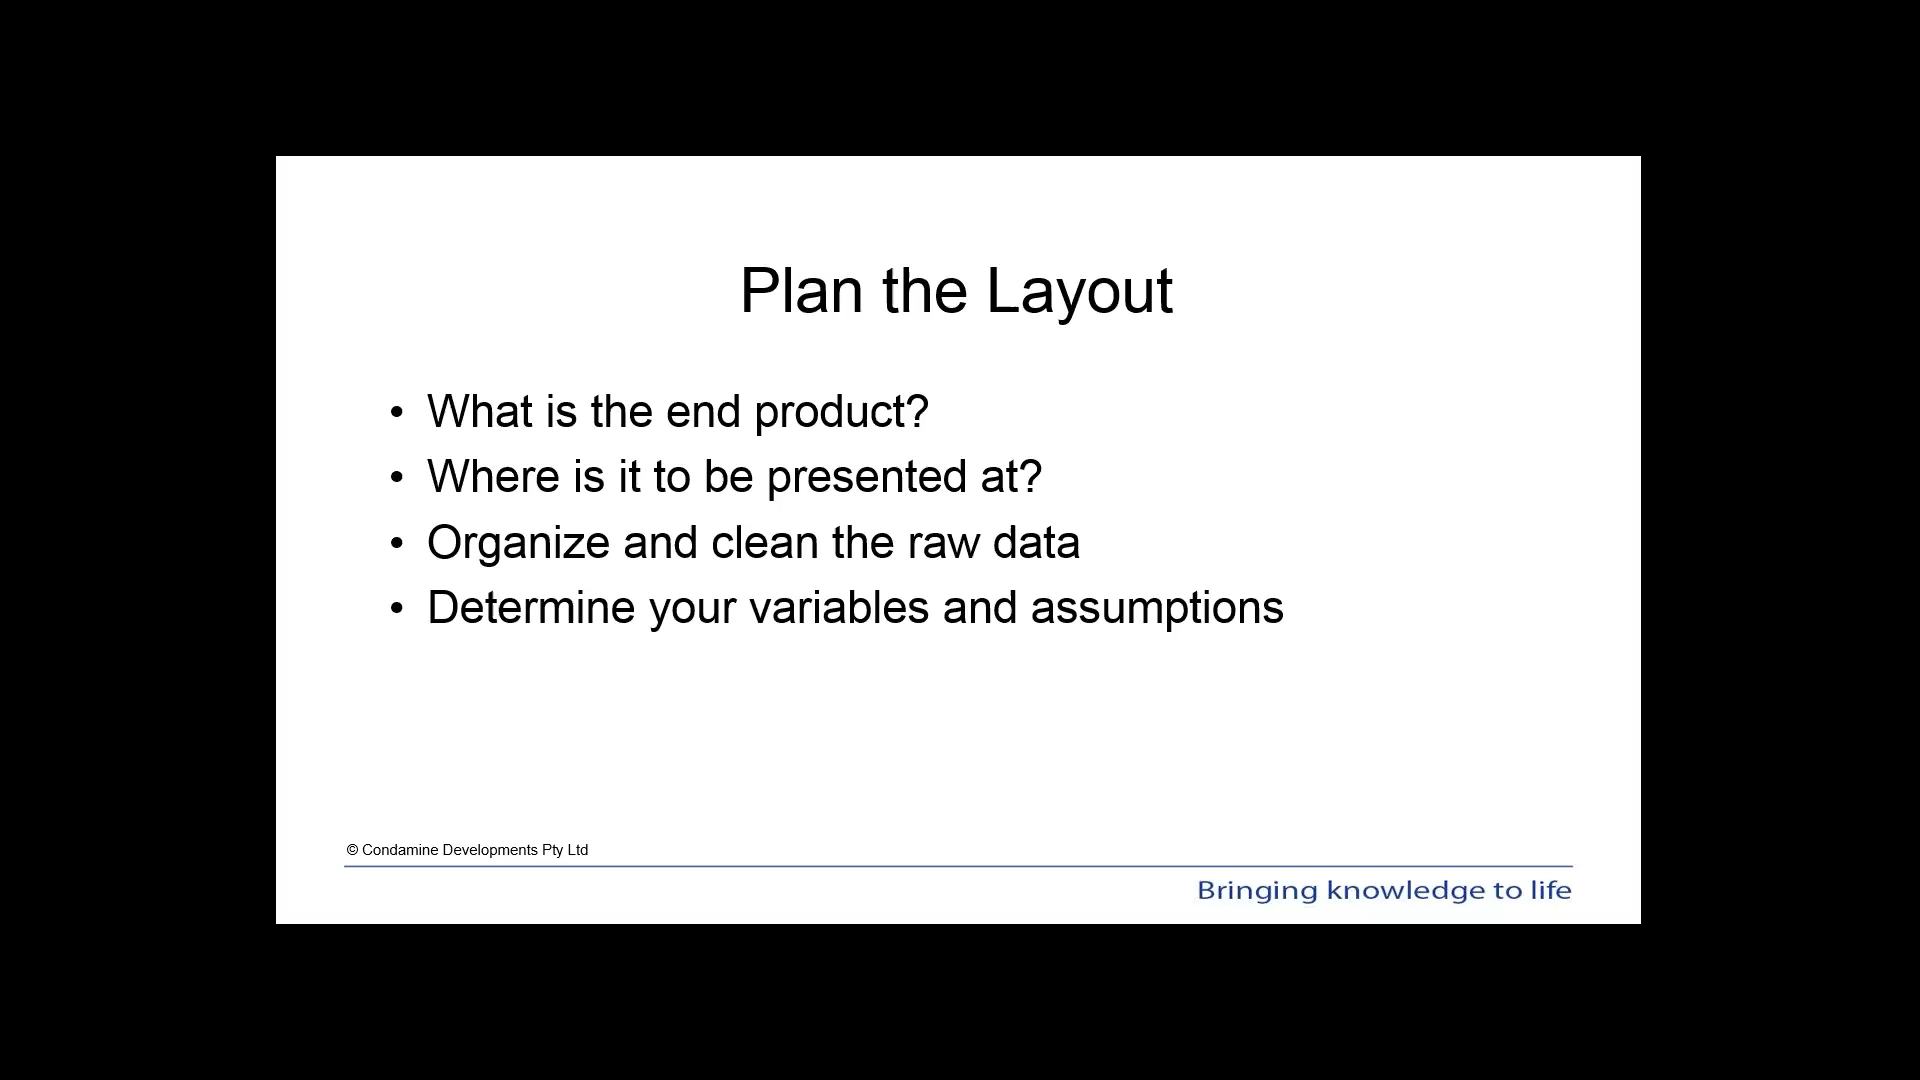 Plan the Layout
• What is the end product?
• Where is it to be presented at?
• Organize and clean the raw data
• Determine your variables and assumptions
© Condamine Developments Pty Ltd
Bringing knowledge to life